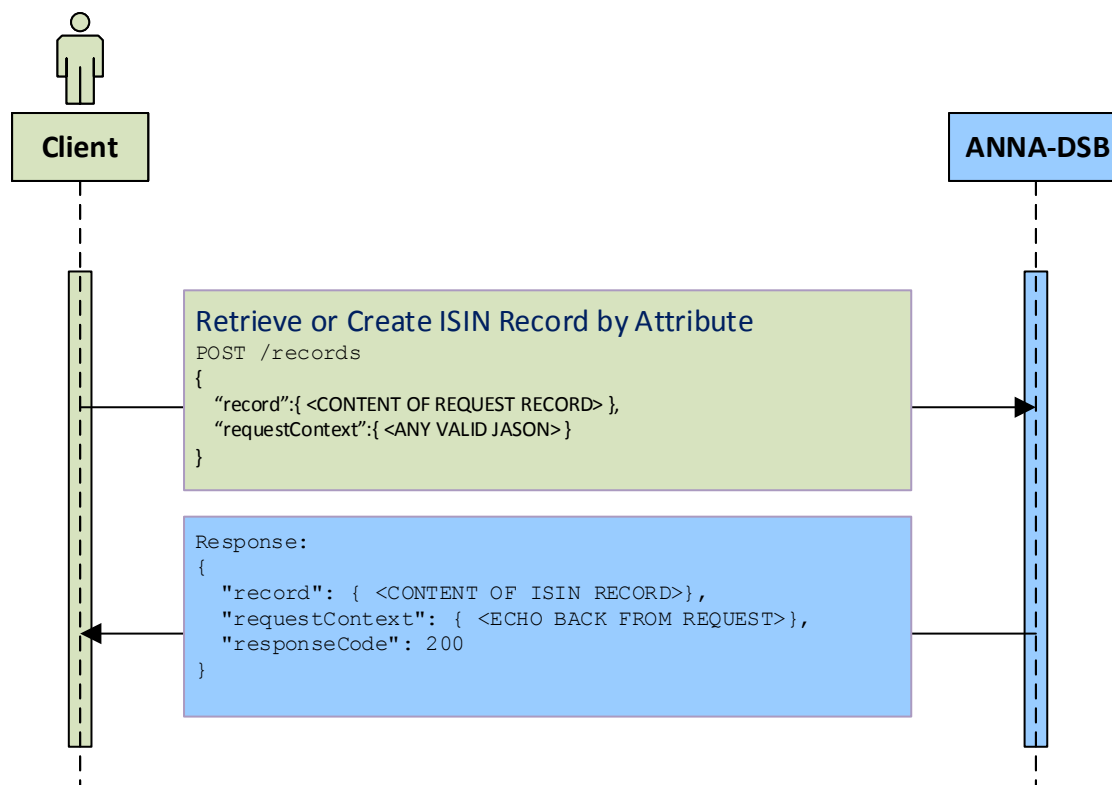 Client
ANNA-DSB
Retrieve or Create ISIN Record by Attribute
POST /records
{
“record”:{ <CONTENT OF REQUEST RECORD> },
“requestContext”:{ <ANY VALID JASON> }
}
Response:
{
"record": { <CONTENT OF ISIN RECORD>},
"requestContext": { <ECHO BACK FROM REQUEST>},
"responseCode": 200
}